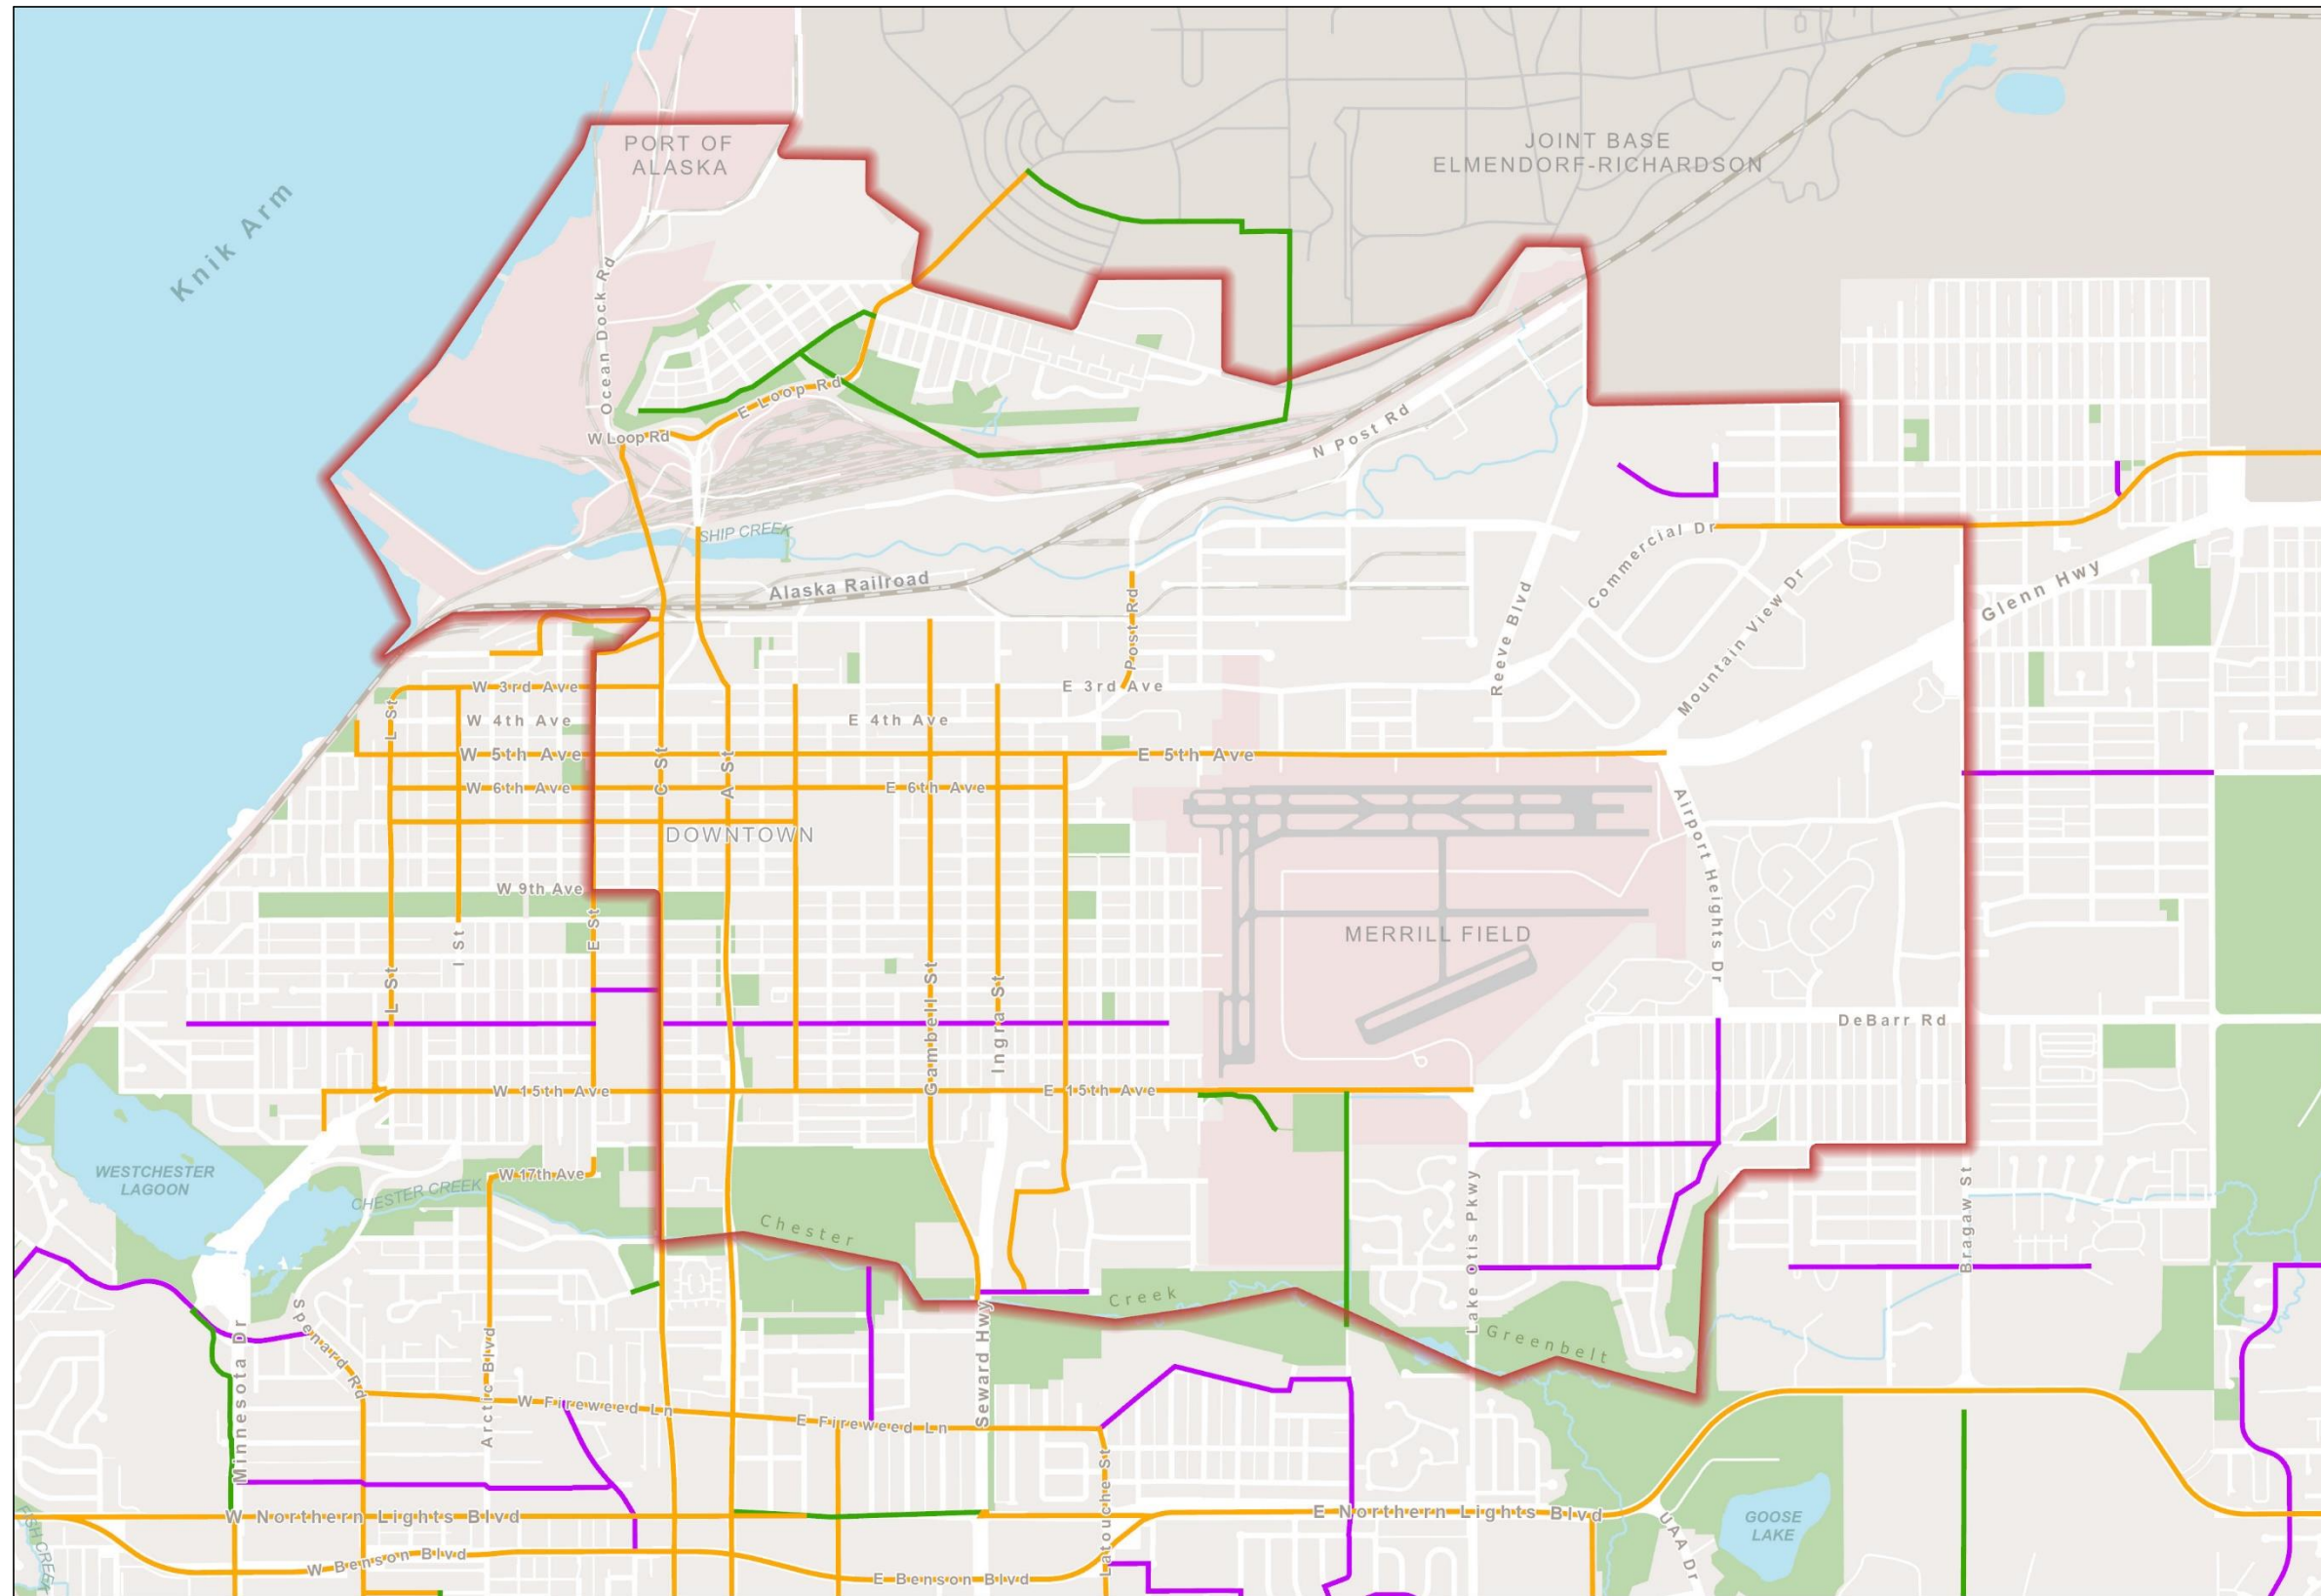 PORT OF
ALASKA
JOINT BASE
ELMENDORF-RICHARDSON
Knik Arm
Ocean Dock Rd
E Loop Rd
W Loop Rd
N Post Rd
SHIP CREEK
Commercial Dr
Alaska Railroad
Post Rd
Reeve Blvd
Mountain View Dr
Glenn Hwy
W 3rd Ave
E 3rd Ave
L St
W 4th Ave
E 4th Ave
W 5th Ave
E 5th Ave
C St
A St
W 6th Ave
E 6th Ave
DOWNTOWN
Airport Heights Dr
W 9th Ave
E St
I St
MERRILL FIELD
L St
Gambell St
Ingra St
DeBarr Rd
W 15th Ave
E 15th Ave
WESTCHESTER
LAGOON
W 17th Ave
CHESTER CREEK
Chester
Creek
Greenbelt
Lake Otis Pkwy
Bragaw St
Spenard Rd
Minnesota Dr
Arctic Blvd
Seward Hwy
W Fireweed Ln
E Fireweed Ln
Latouche St
W Northern Lights Blvd
E Northern Lights Blvd
GOOSE
LAKE
UAA Dr
FISH CREEK
W Benson Blvd
E Benson Blvd